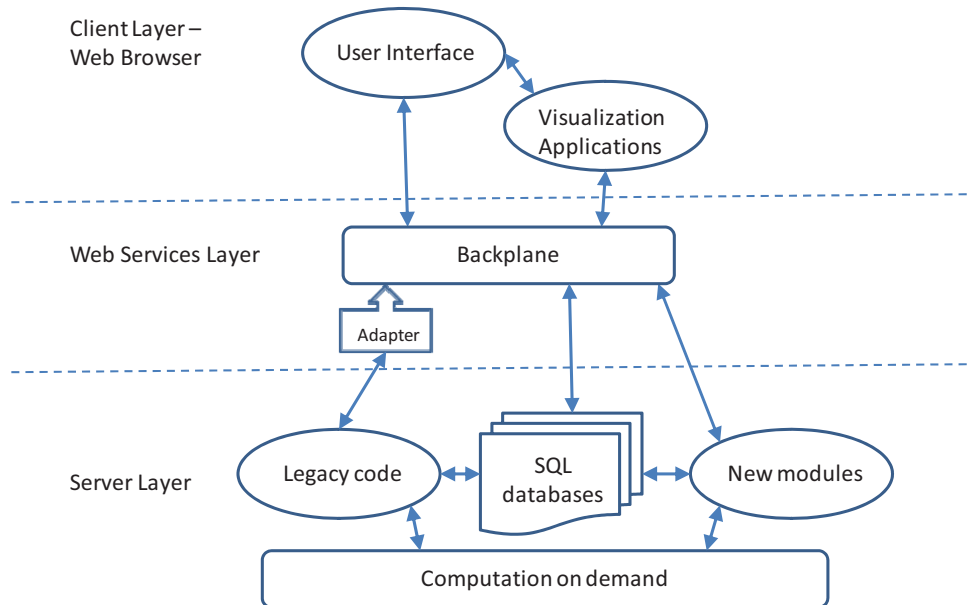 Client Layer –
Web Browser
User Interface
Visualization
Applications
Web Services Layer
Backplane
Adapter
Server Layer
Legacy code
SQL
databases
New modules
Computation on demand